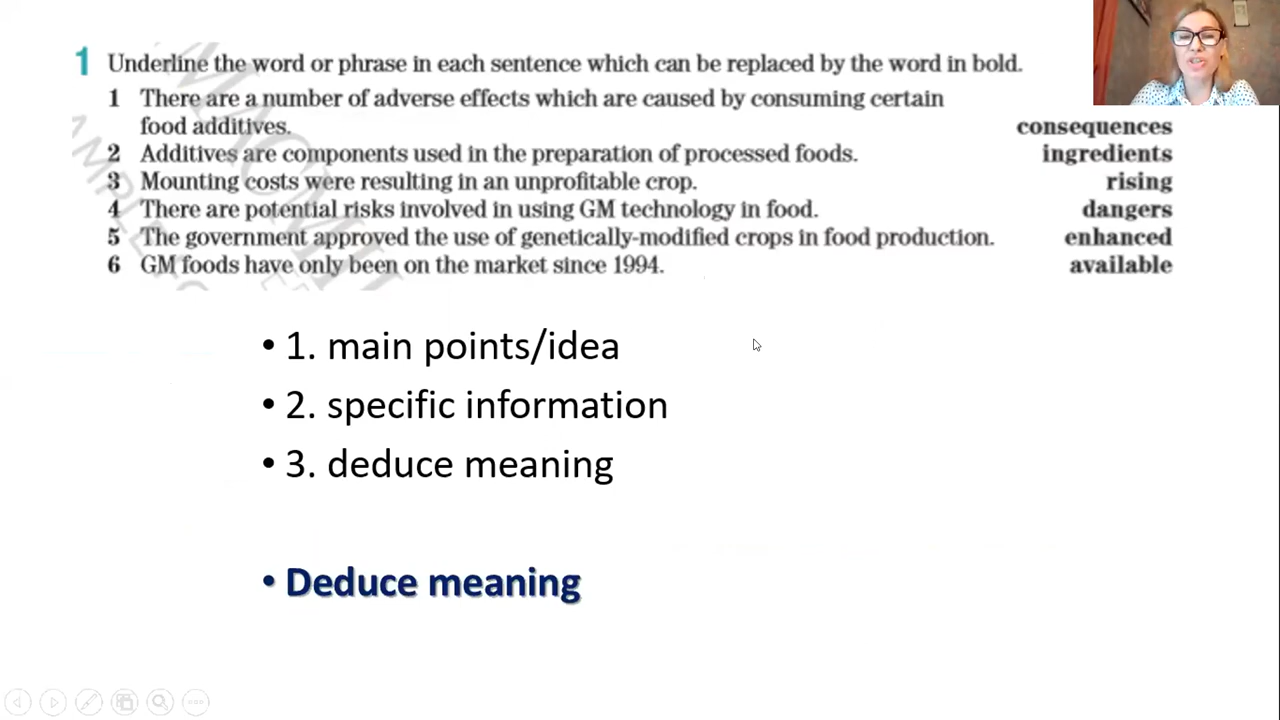 1 Underline the word or phrase in each sentence which can be replaced by the word in bold.
1 There are a number of adverse effects which are caused by consuming certain
food additives. consequences
2 Additives are components used in the preparation of processed foods. ingredients
3 Mounting costs were resulting in an unprofitable crop. rising
4 There are potential risks involved in using GM technology in food. dangers
5 The government approved the use of genetically-modified crops in food production. enhanced
6 GM foods have only been on the market since 1994. available
• 1. main points/idea
• 2. specific information
• 3. deduce meaning
• Deduce meaning